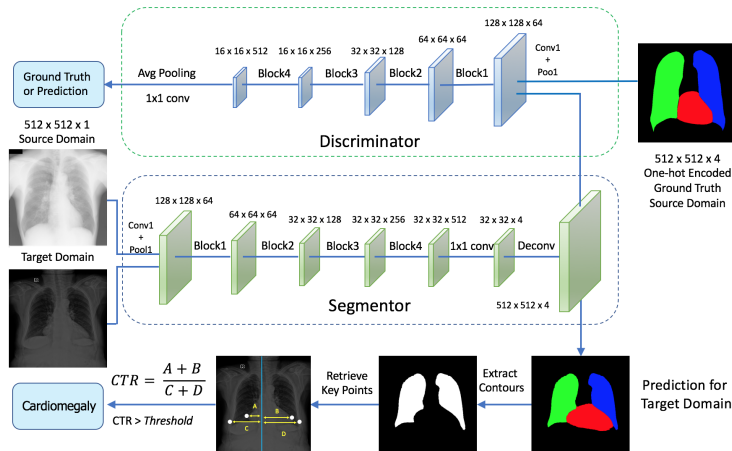 128 x 128 x 64
64 x 64 x 64
32 x 32 x 128
16 x 16 x 256
16 x 16 x 512
Conv1
+
Poo1
Block1
Block2
Block3
Block4
Avg Pooling
1x1 conv
Ground Truth
or Prediction
Discriminator
512 x 512 x 4
One-hot Encoded
Ground Truth
Source Domain
512 x 512 x 1
Source Domain
Target Domain
Conv1
+
Pool1
128 x 128 x 64
Block1
64 x 64 x 64
Block2
32 x 32 x 128
Block3
32 x 32 x 256
Block4
32 x 32 x 512
1x1 conv
32 x 32 x 4
Deconv
512 x 512 x 4
Segmentor
Prediction for
Target Domain
Extract
Contours
Retrieve
Key Points
A
B
C
D
CTR = A + B / C + D
CTR > Threshold
Cardiomegaly